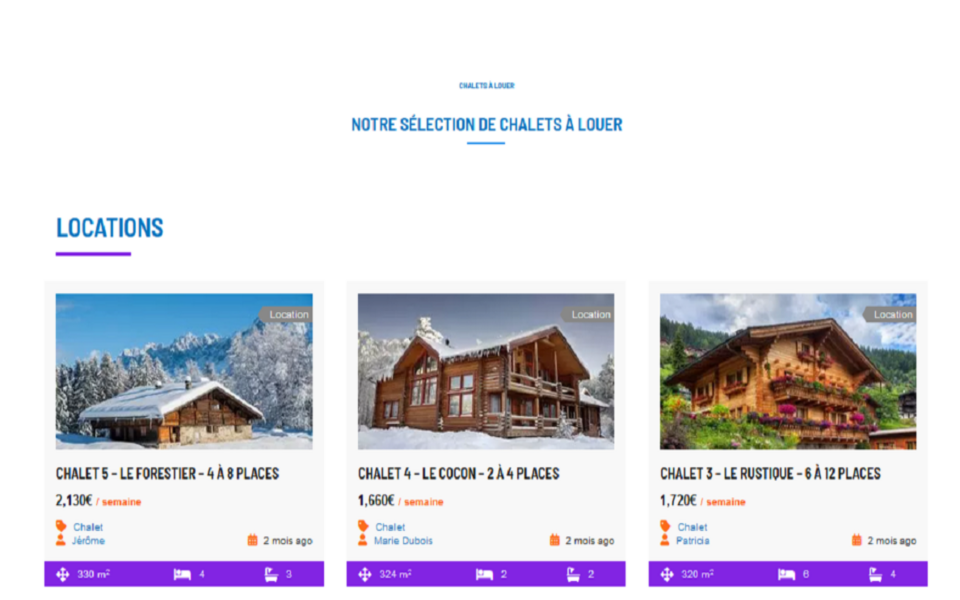 CHALETS À LOUER
NOTRE SÉLECTION DE CHALETS À LOUER
LOCATIONS
Location
CHALET 5 – LE FORESTIER – 4 À 8 PLACES
2,130€ / semaine
Chalet
Jérôme
2 mois ago
330 m²
4
3
Location
CHALET 4 – LE COCON – 2 À 4 PLACES
1,660€ / semaine
Chalet
Marie Dubois
2 mois ago
324 m²
2
2
Location
CHALET 3 – LE RUSTIQUE – 6 À 12 PLACES
1,720€ / semaine
Chalet
Patricia
2 mois ago
320 m²
6
4